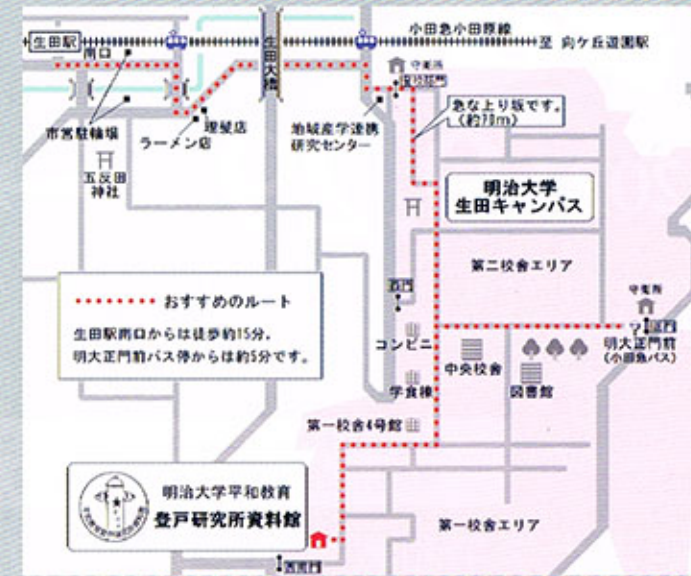 小田急小田原線
生田駅
至 向ケ丘遊園駅
南口
生田大橋
守衛所
急な上り坂です。
(約70m)
市営駐輪場
ラーメン店
理髪店
地域産学連携
研究センター
五反田
神社
明治大学
生田キャンパス
第二校舎エリア
西門
守衛所
正門
おすすめのルート
生田駅南口からは徒歩約15分、
明大正門前バス停からは約5分です。
コンビニ
明大正門前
(小田急バス)
中央校舎
学食棟
図書館
第一校舎4号館
明治大学平和教育
登戸研究所資料館
第一校舎エリア
西南門